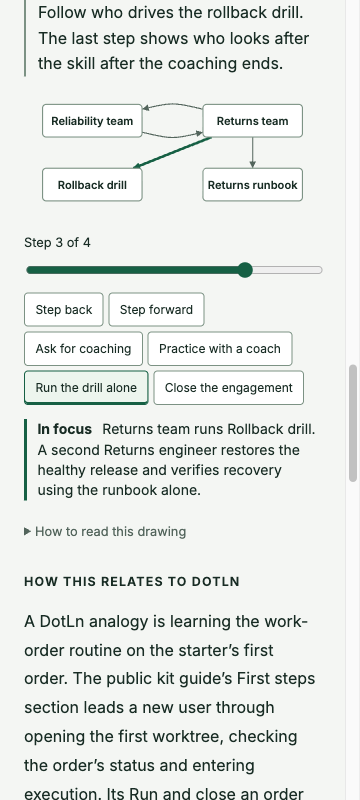 Follow who drives the rollback drill.
The last step shows who looks after
the skill after the coaching ends.
Reliability team
Returns team
Rollback drill
Returns runbook
Step 3 of 4
Step back
Step forward
Ask for coaching
Practice with a coach
Run the drill alone
Close the engagement
In focus Returns team runs Rollback drill.
A second Returns engineer restores the
healthy release and verifies recovery
using the runbook alone.
How to read this drawing
HOW THIS RELATES TO DOTLN
A DotLn analogy is learning the work-
order routine on the starter’s first
order. The public kit guide’s First steps
section leads a new user through
opening the first worktree, checking
the order’s status and entering
execution. Its Run and close an order